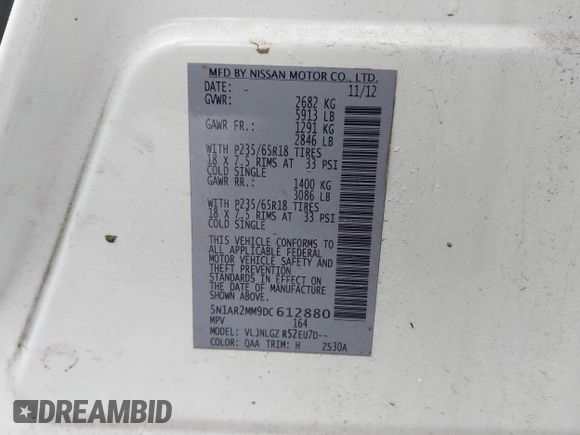 MFD BY NISSAN MOTOR CO., LTD.
DATE: - 11/12
GVWR: 2682 KG
5913 LB
GAWR FR.: 1291 KG
2846 LB
WITH P235/65R18 TIRES
18 X 7.5 RIMS AT 33 PSI
COLD SINGLE
GAWR RR.: 1400 KG
3086 LB
WITH P235/65R18 TIRES
18 X 7.5 RIMS AT 33 PSI
COLD SINGLE
THIS VEHICLE CONFORMS TO
ALL APPLICABLE FEDERAL
MOTOR VEHICLE SAFETY AND
THEFT PREVENTION
STANDARDS IN EFFECT ON
THE DATE OF MANUFACTURE
SHOWN ABOVE.
5N1AR2MM9DC612880
MPV 164
MODEL: VLJNLGZ R52EU7D--
COLOR: QAA TRIM: H ZS30A
DREAMBID